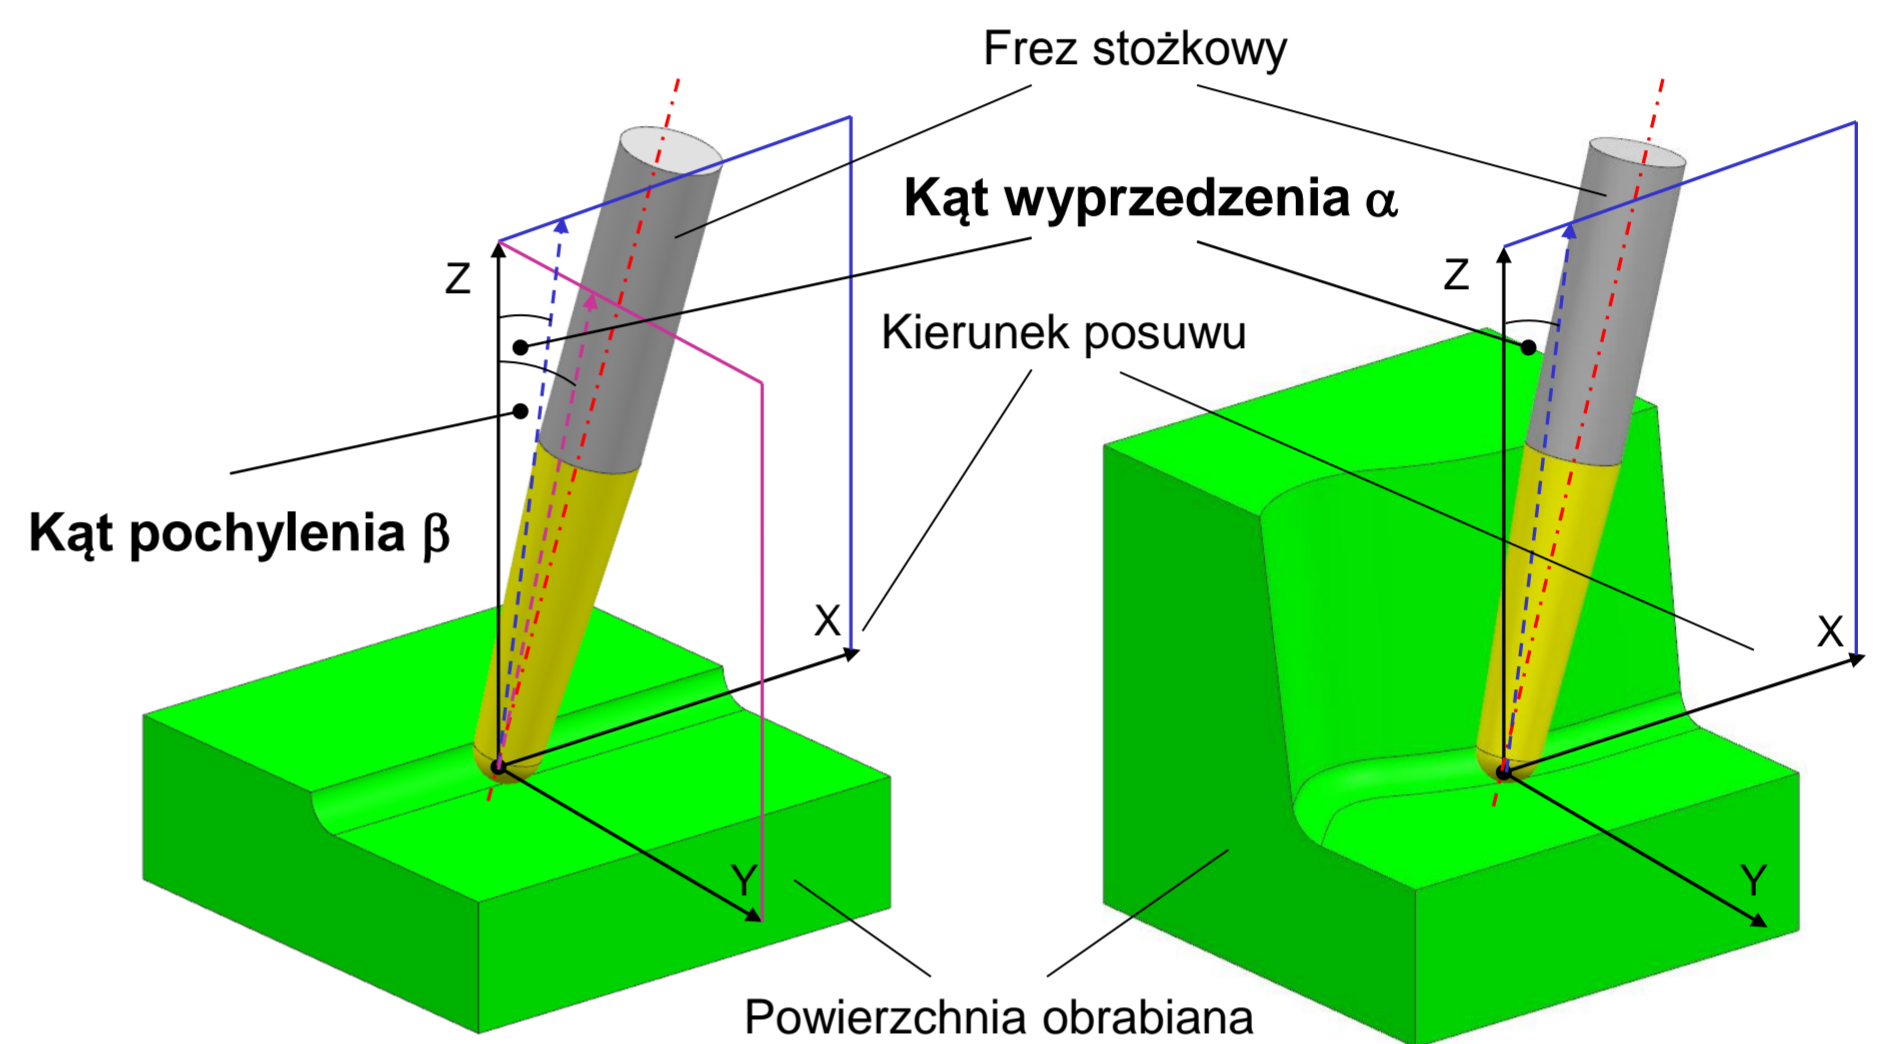 Frez stożkowy
Kąt wyprzedzenia α
Z
Z
Kierunek posuwu
Kąt pochylenia β
X
X
Y
Y
Powierzchnia obrabiana